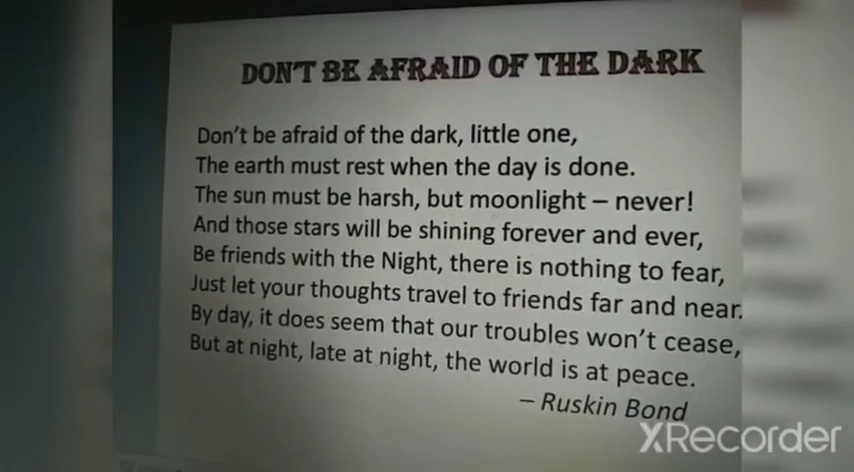 DON'T BE AFRAID OF THE DARK
Don't be afraid of the dark, little one,
The earth must rest when the day is done.
The sun must be harsh, but moonlight – never!
And those stars will be shining forever and ever,
Be friends with the Night, there is nothing to fear,
Just let your thoughts travel to friends far and near.
By day, it does seem that our troubles won't cease,
But at night, late at night, the world is at peace.
– Ruskin Bond
XRecorder